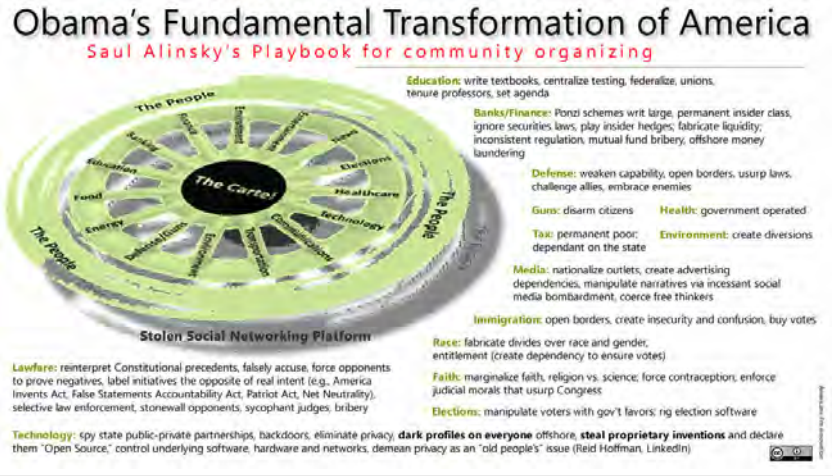 Obama's Fundamental Transformation of America
Saul Alinsky's Playbook for community organizing
Education: write textbooks, centralize testing, federalize, unions,
tenure professors, set agenda
Banks/Finance: Ponzi schemes writ large, permanent insider class,
ignore securities laws, play insider hedges; fabricate liquidity;
inconsistent regulation, mutual fund bribery, offshore money
laundering
Defense: weaken capability, open borders, usurp laws,
challenge allies, embrace enemies
Guns: disarm citizens
Health: government operated
Tax: permanent poor;
dependant on the state
Environment: create diversions
Media: nationalize outlets, create advertising
dependencies, manipulate narratives via incessant social
media bombardment, coerce free thinkers
Immigration: open borders, create insecurity and confusion, buy votes
Race: fabricate divides over race and gender,
entitlement (create dependency to ensure votes)
Faith: marginalize faith, religion vs. science; force contraception, enforce
judicial morals that usurp Congress
Elections: manipulate voters with gov't favors; rig election software
The People
The People
The People
The Cartel
Banking
News
Elections
Healthcare
Technology
Communications
Transportation
Defense/Guns
Energy
Food
Education
Stolen Social Networking Platform
Lawfare: reinterpret Constitutional precedents, falsely accuse, force opponents
to prove negatives, label initiatives the opposite of real intent (e.g., America
Invents Act, False Statements Accountability Act, Patriot Act, Net Neutrality),
selective law enforcement, stonewall opponents, sycophant judges, bribery
Technology: spy state public-private partnerships, backdoors, eliminate privacy, dark profiles on everyone offshore, steal proprietary inventions and declare
them "Open Source," control underlying software, hardware and networks, demean privacy as an "old people's" issue (Reid Hoffman, LinkedIn)